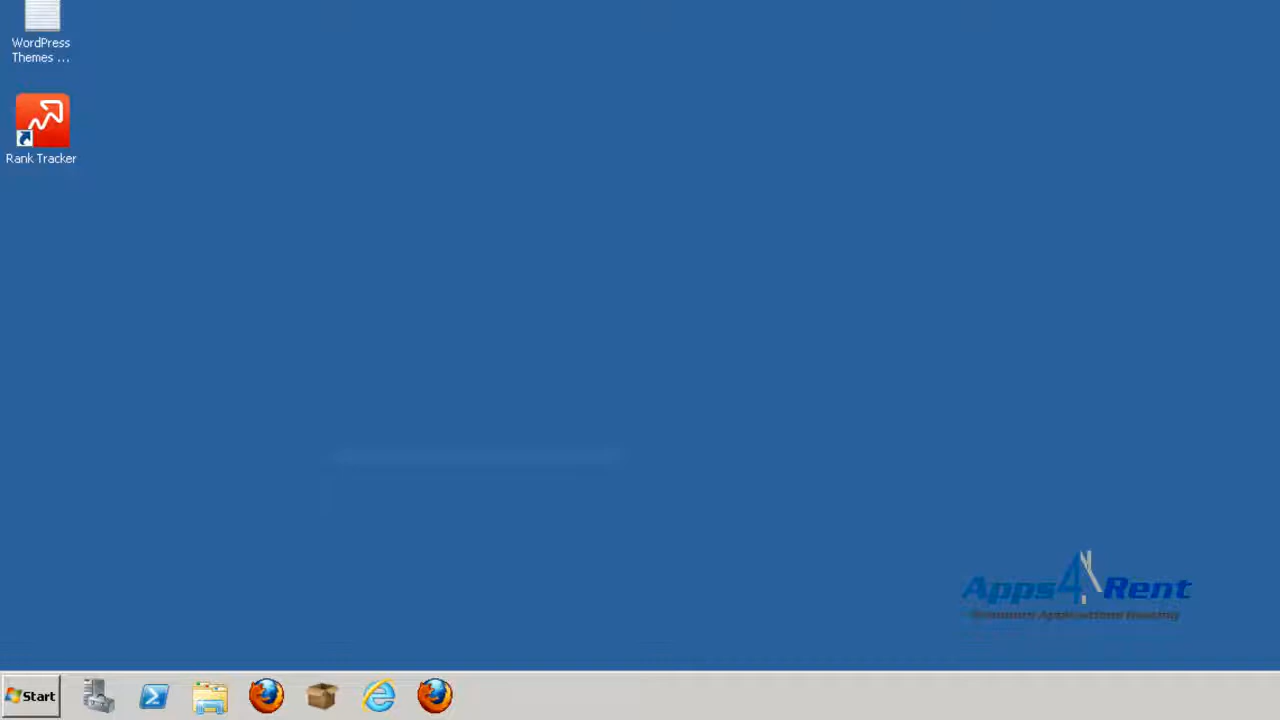 WordPress
Themes ...
Rank Tracker
Apps4Rent
Start